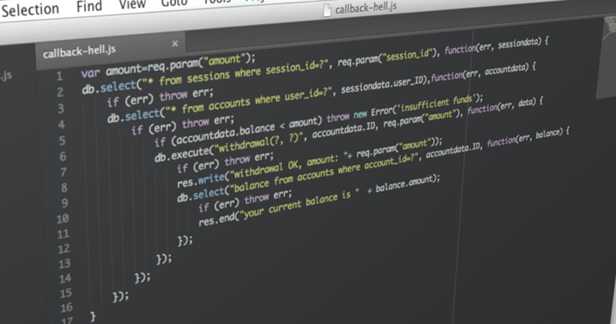 Selection Find View Goto Tools
callback-hell.js
.js callback-hell.js x
1 var amount=req.param("amount");
2 db.select("* from sessions where session_id=?", req.param("session_id"), function(err, sessiondata) {
3 if (err) throw err;
4 db.select("* from accounts where user_id=?", sessiondata.user_ID),function(err, accountdata) {
5 if (err) throw err;
6 if (accountdata.balance < amount) throw new Error('insufficient funds');
7 db.execute("withdrawal(?, ?)", accountdata.ID, req.param("amount"), function(err, data) {
8 if (err) throw err;
9 res.write("withdrawal OK, amount: "+ req.param("amount"));
10 db.select("balance from accounts where account_id=?", accountdata.ID, function(err, balance) {
11 if (err) throw err;
12 res.end("your current balance is " + balance.amount);
13 });
14 });
15 });
16 });
17 }